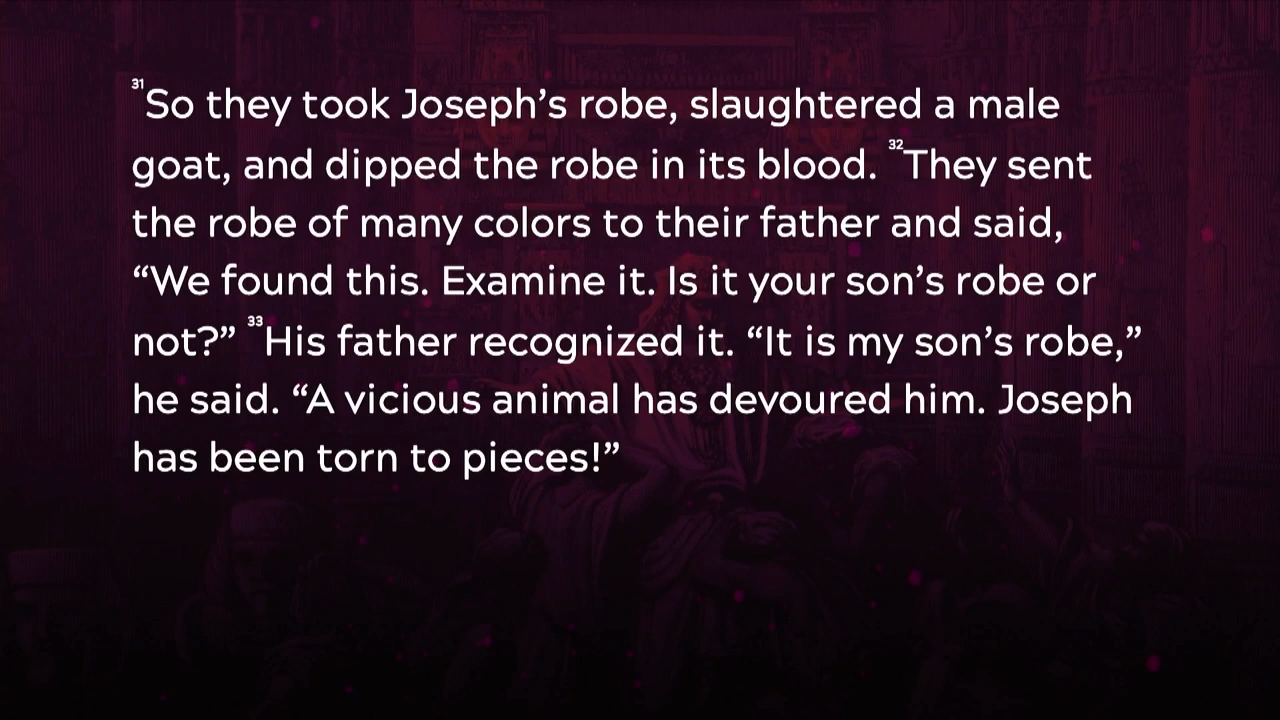 ³¹So they took Joseph’s robe, slaughtered a male
goat, and dipped the robe in its blood. ³²They sent
the robe of many colors to their father and said,
“We found this. Examine it. Is it your son’s robe or
not?” ³³His father recognized it. “It is my son’s robe,”
he said. “A vicious animal has devoured him. Joseph
has been torn to pieces!”